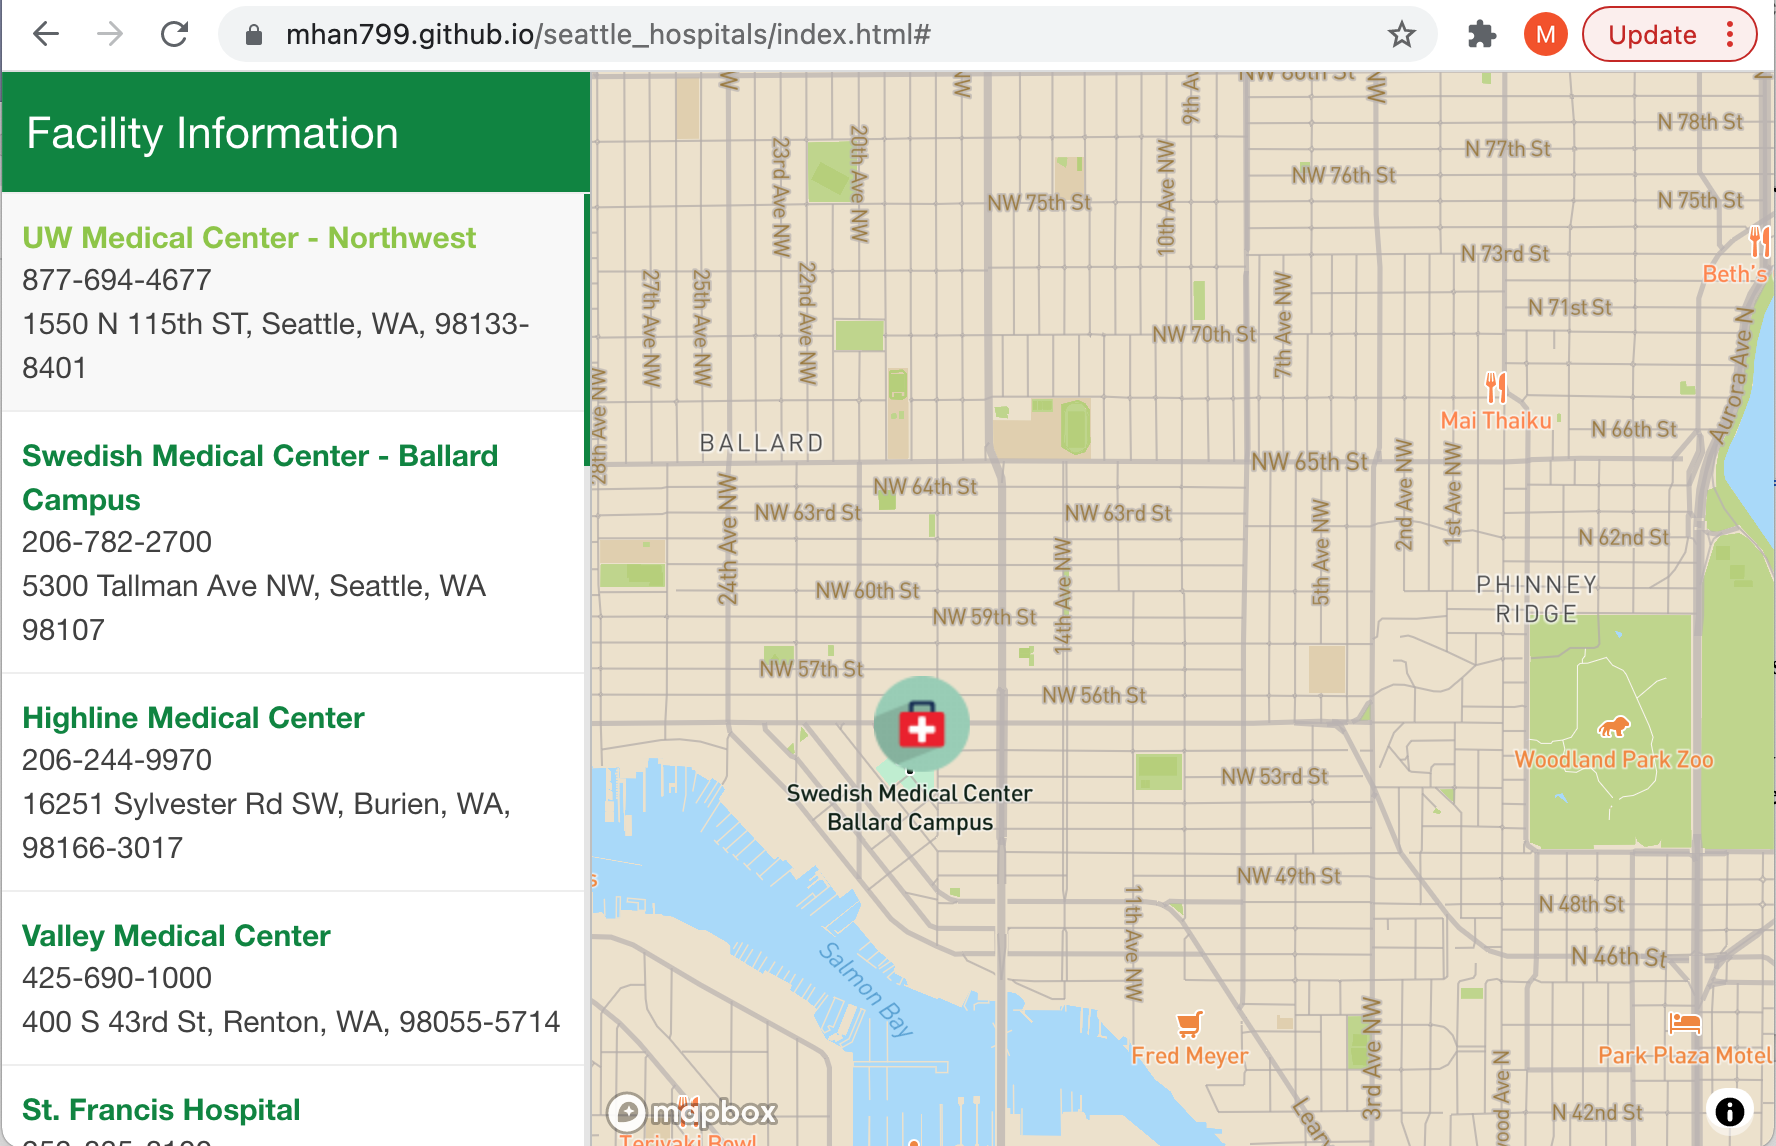 mhan799.github.io/seattle_hospitals/index.html#
M
Update
Facility Information
UW Medical Center - Northwest
877-694-4677
1550 N 115th ST, Seattle, WA, 98133-
8401
Swedish Medical Center - Ballard
Campus
206-782-2700
5300 Tallman Ave NW, Seattle, WA
98107
Highline Medical Center
206-244-9970
16251 Sylvester Rd SW, Burien, WA,
98166-3017
Valley Medical Center
425-690-1000
400 S 43rd St, Renton, WA, 98055-5714
St. Francis Hospital
NW
NW
9th Av
NW
N 78th St
N 77th St
NW 76th St
N 75th St
NW 75th St
23rd Ave NW
20th Ave NW
10th Ave NW
N 73rd St
Beth's
27th Ave NW
25th Ave NW
22nd Ave NW
7th Ave NW
N 71st St
NW 70th St
Aurora Ave N
28th Ave NW
Mai Thaiku
N 66th St
BALLARD
NW 65th St
2nd Ave NW
1st Ave NW
NW 64th St
NW 63rd St
NW 63rd St
24th Ave NW
5th Ave NW
N 62nd St
14th Ave NW
NW 60th St
PHINNEY
RIDGE
NW 59th St
NW 57th St
NW 56th St
Woodland Park Zoo
NW 53rd St
Swedish Medical Center
Ballard Campus
NW 49th St
11th Ave NW
N 48th St
N 46th St
Salmon Bay
3rd Ave NW
Fred Meyer
Park Plaza Motel
Leary
ood Ave N
N 42nd St
mapbox
Teriyaki Bowl